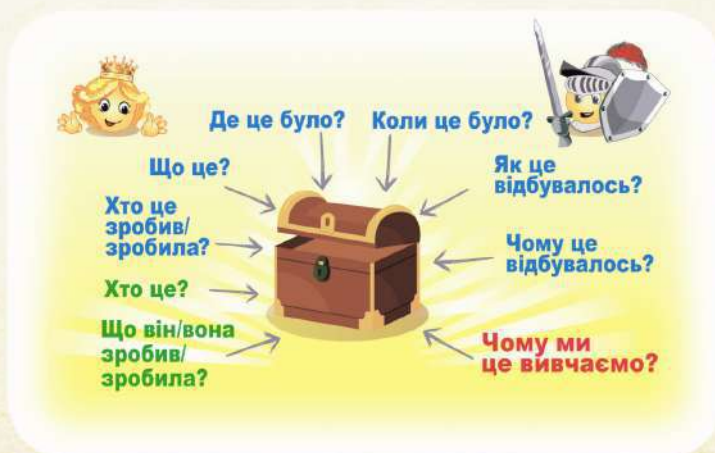 Де це було?
Коли це було?
Що це?
Як це
відбувалось?
Хто це
зробив/
зробила?
Чому це
відбувалось?
Хто це?
Що він/вона
зробив/
зробила?
Чому ми
це вивчаємо?